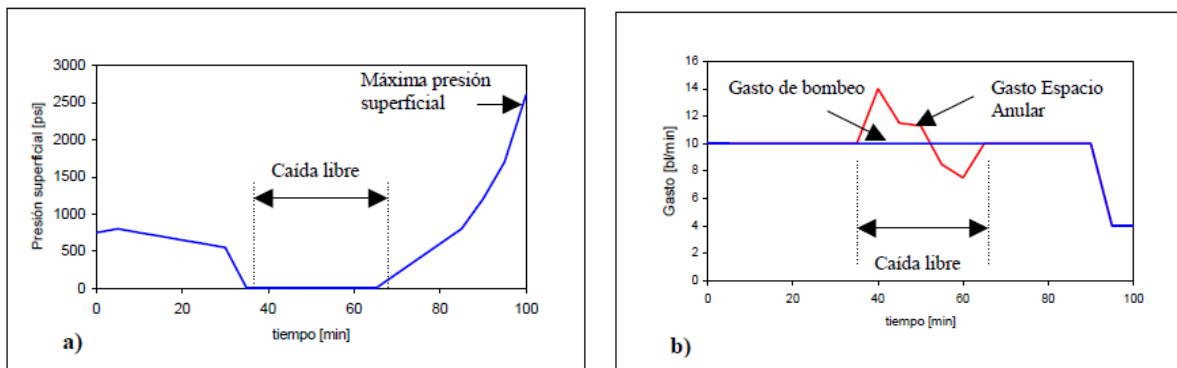 3000
2500
2000
1500
1000
500
0
Presión superficial [psi]
Máxima presión
superficial
Caída libre
0
20
40
60
80
100
tiempo [min]
a)
16
14
12
10
8
6
4
2
0
Gasto [bl/min]
Gasto de bombeo
Gasto Espacio
Anular
Caída libre
0
20
40
60
80
100
tiempo [min]
b)